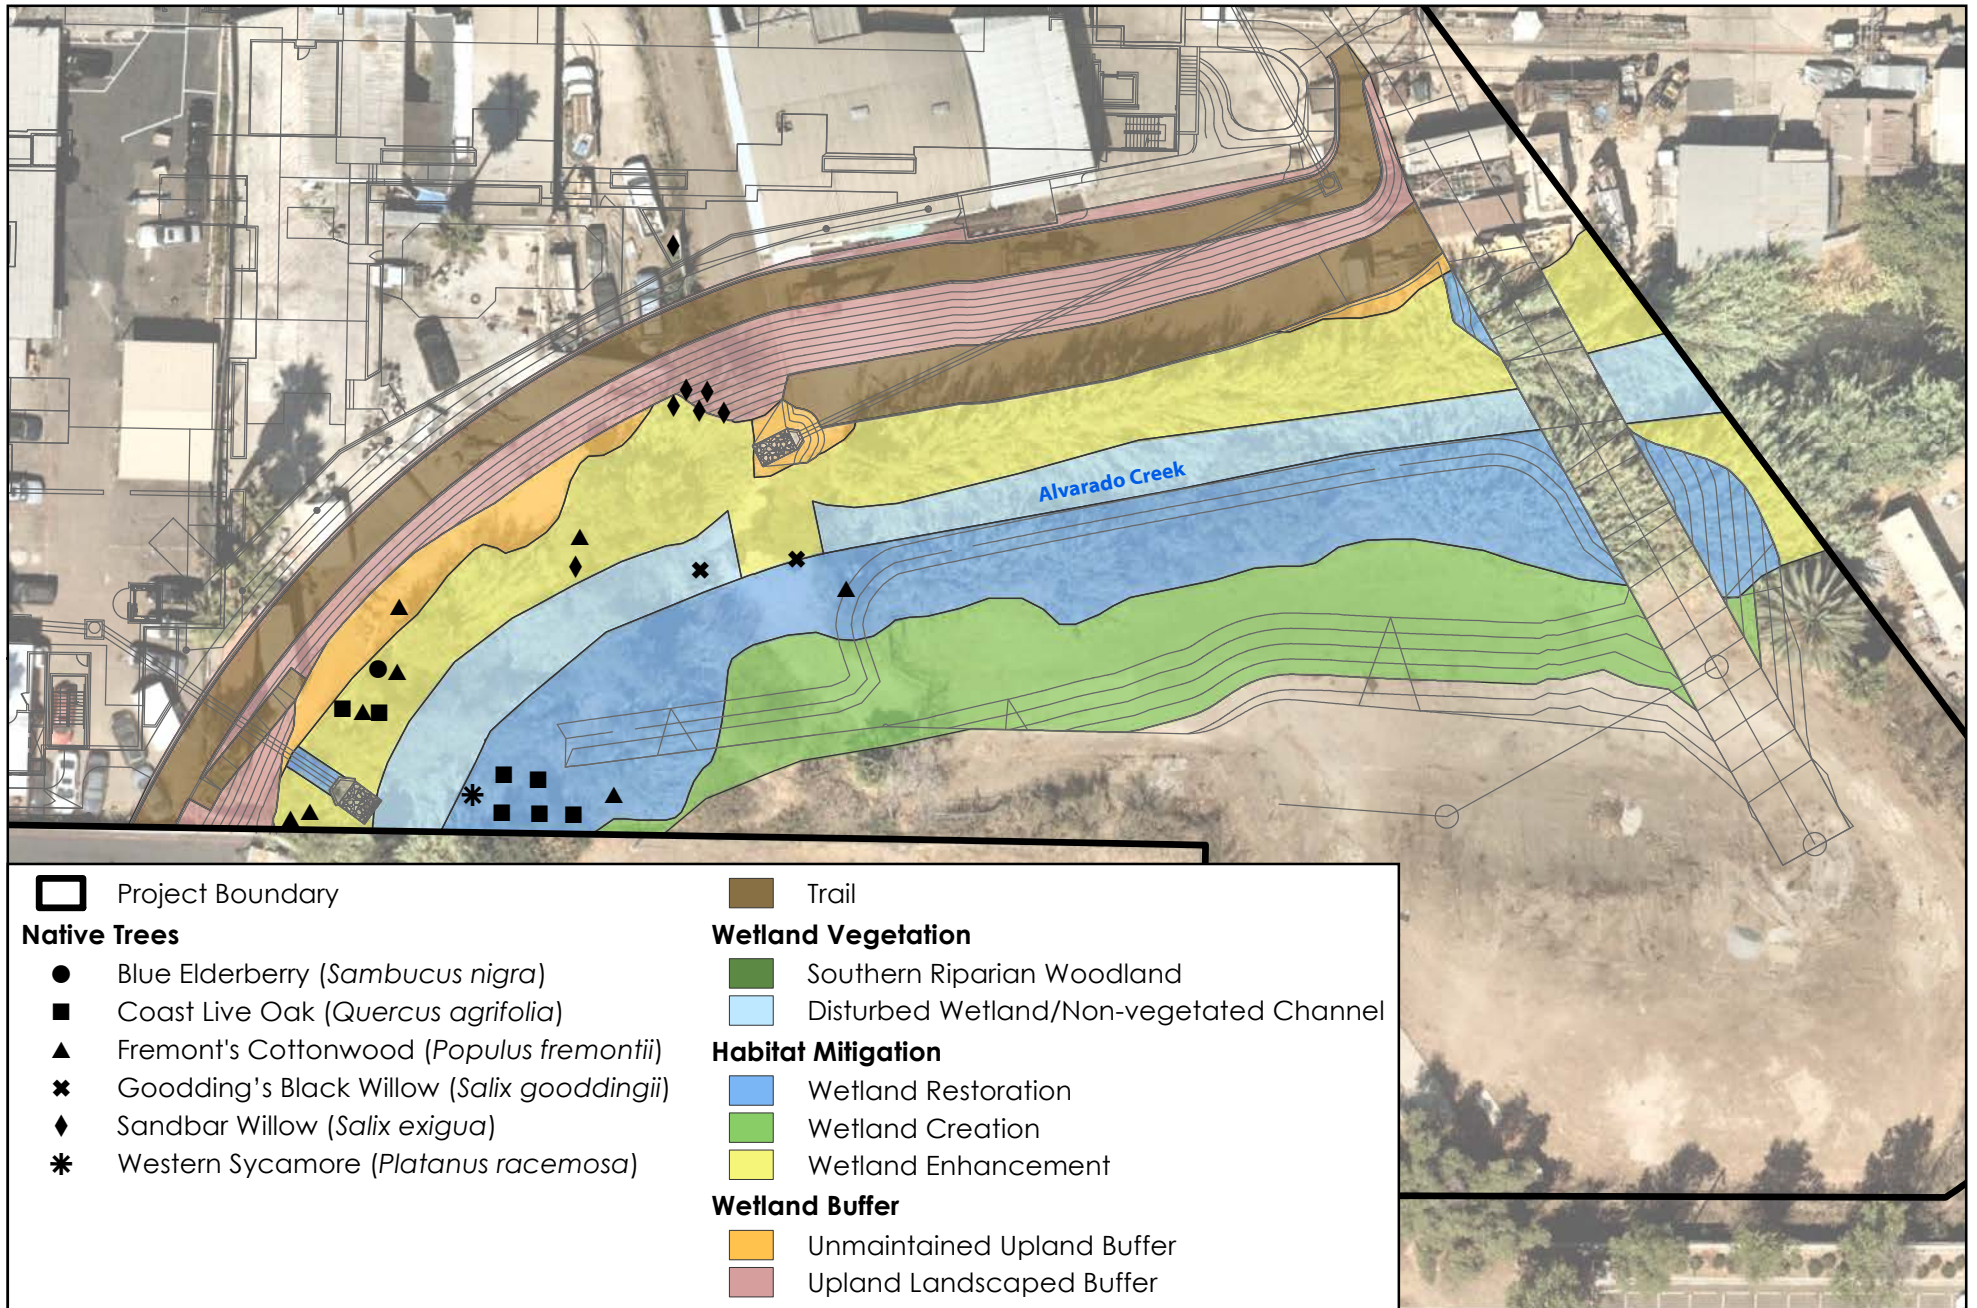 Alvarado Creek
Project Boundary
Native Trees
Blue Elderberry (Sambucus nigra)
Coast Live Oak (Quercus agrifolia)
Fremont's Cottonwood (Populus fremontii)
Goodding’s Black Willow (Salix gooddingii)
Sandbar Willow (Salix exigua)
Western Sycamore (Platanus racemosa)
Trail
Wetland Vegetation
Southern Riparian Woodland
Disturbed Wetland/Non-vegetated Channel
Habitat Mitigation
Wetland Restoration
Wetland Creation
Wetland Enhancement
Wetland Buffer
Unmaintained Upland Buffer
Upland Landscaped Buffer